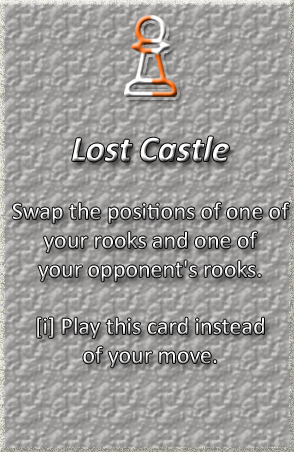 Lost Castle
Swap the positions of one of
your rooks and one of
your opponent's rooks.
[i] Play this card instead
of your move.